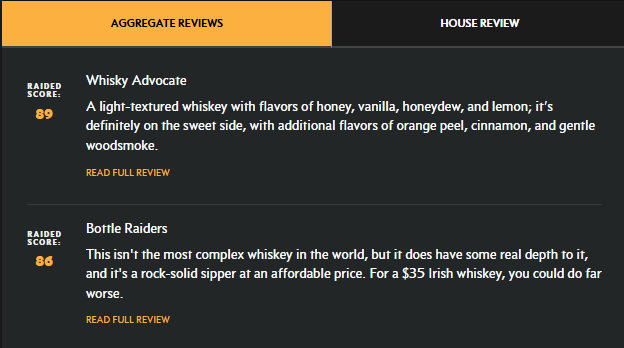 AGGREGATE REVIEWS
HOUSE REVIEW
RAIDED
SCORE:
89
Whisky Advocate
A light-textured whiskey with flavors of honey, vanilla, honeydew, and lemon; it's
definitely on the sweet side, with additional flavors of orange peel, cinnamon, and gentle
woodsmoke.
READ FULL REVIEW
RAIDED
SCORE:
86
Bottle Raiders
This isn't the most complex whiskey in the world, but it does have some real depth to it,
and it's a rock-solid sipper at an affordable price. For a $35 Irish whiskey, you could do far
worse.
READ FULL REVIEW